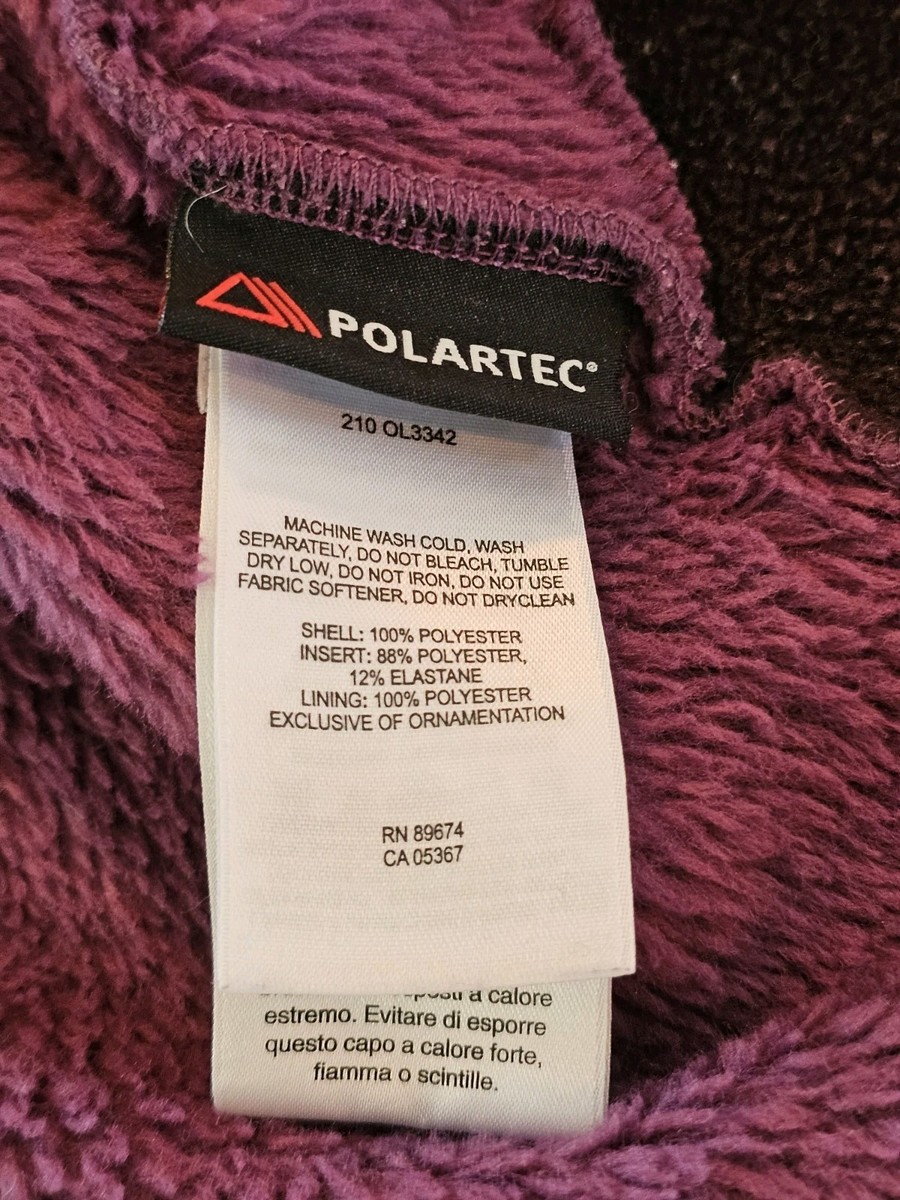 POLARTEC®
210 OL3342
MACHINE WASH COLD, WASH
SEPARATELY, DO NOT BLEACH, TUMBLE
DRY LOW, DO NOT IRON, DO NOT USE
FABRIC SOFTENER, DO NOT DRYCLEAN
SHELL: 100% POLYESTER
INSERT: 88% POLYESTER,
12% ELASTANE
LINING: 100% POLYESTER
EXCLUSIVE OF ORNAMENTATION
RN 89674
CA 05367
a calore
estremo. Evitare di esporre
questo capo a calore forte,
fiamma o scintille.